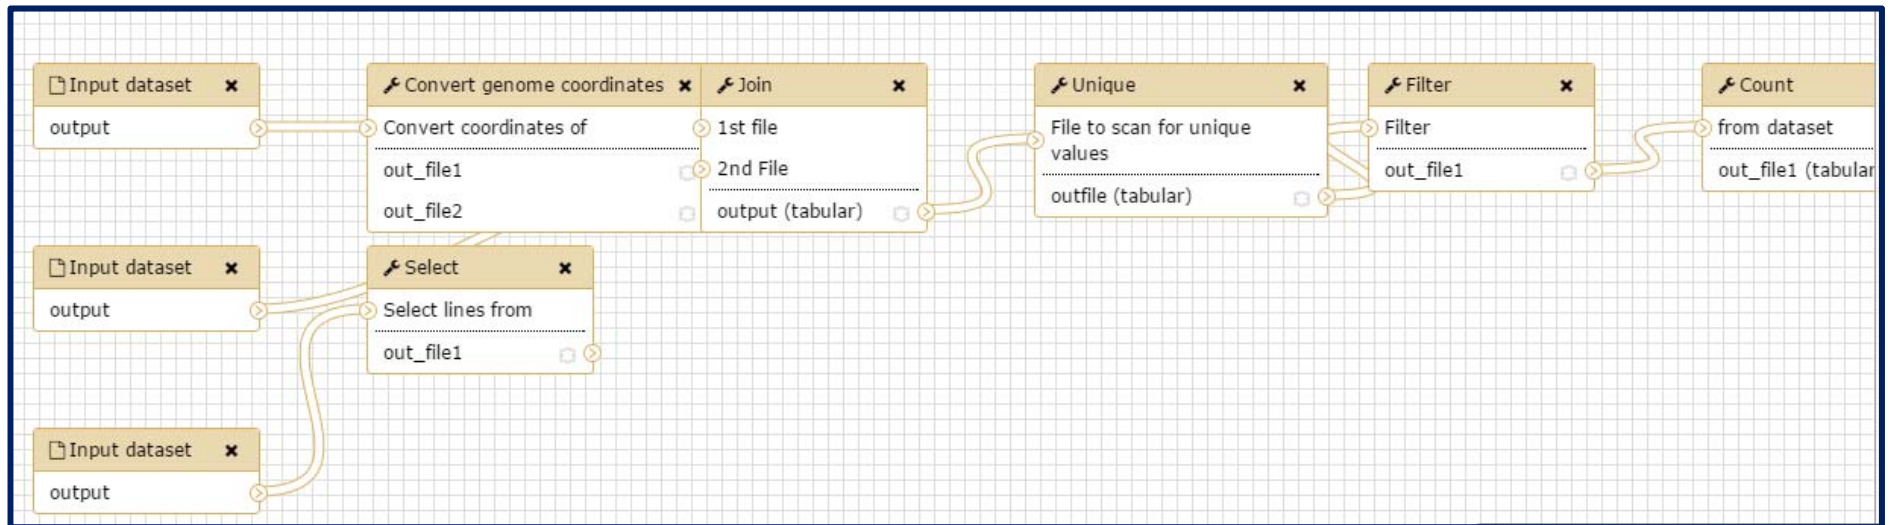 Input dataset
output
Convert genome coordinates
Convert coordinates of
out_file1
out_file2
Join
1st file
2nd File
output (tabular)
Unique
File to scan for unique
values
outfile (tabular)
Filter
Filter
out_file1
Count
from dataset
out_file1 (tabular
Input dataset
output
Select
Select lines from
out_file1
Input dataset
output